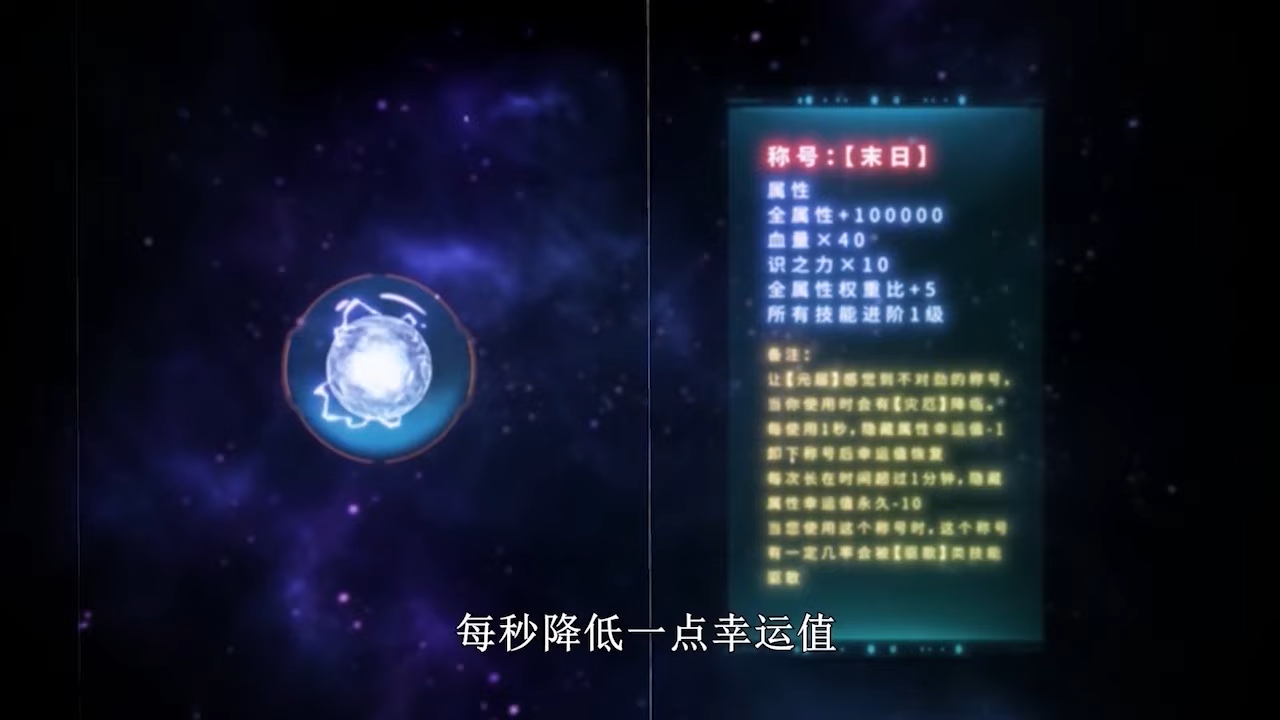 称号:【末日】
属性
全属性+100000
血量×40
识之力×10
全属性权重比+5
所有技能进阶1级
备注:
让【元届】感觉到不对劲的称号,
当你使用时会有【灾厄】降临。
每使用1秒,隐藏属性幸运值-1
卸下称号后幸运值恢复
每次长在时间超过1分钟,隐藏
属性幸运值永久-10
当您使用这个称号时,这个称号
有一定几率会被【驱散】类技能
驱散
每秒降低一点幸运值